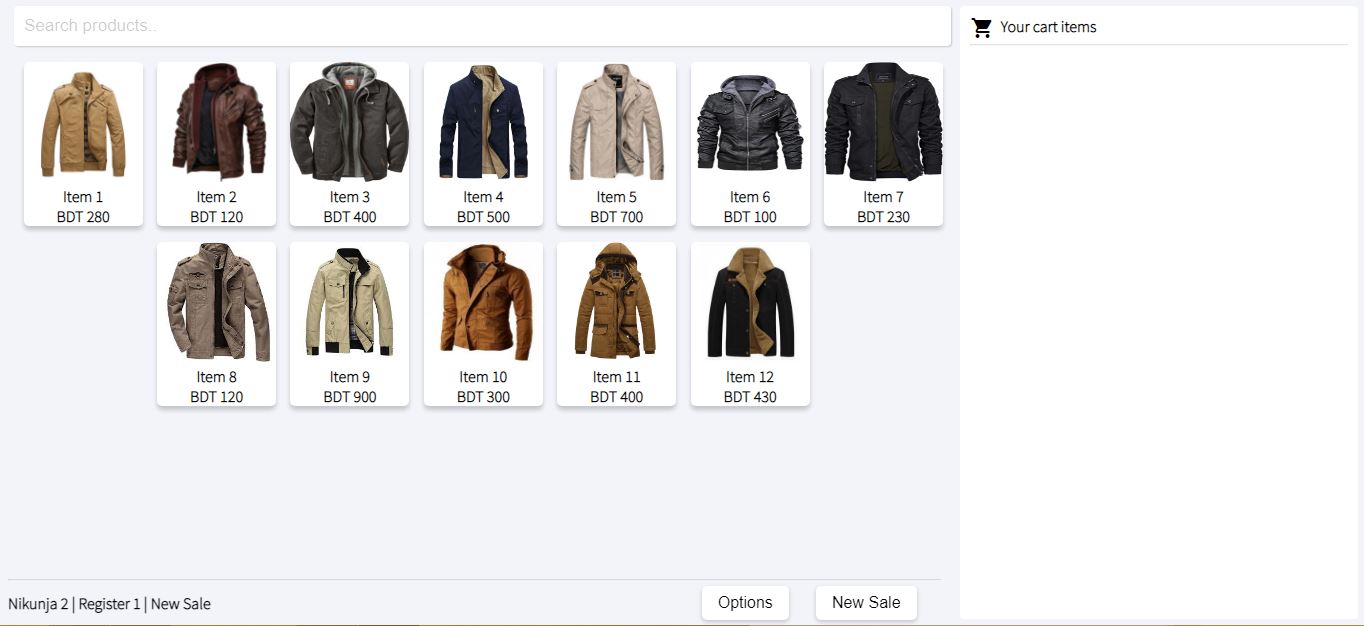 Search products..
Your cart items
Item 1
BDT 280
Item 2
BDT 120
Item 3
BDT 400
Item 4
BDT 500
Item 5
BDT 700
Item 6
BDT 100
Item 7
BDT 230
Item 8
BDT 120
Item 9
BDT 900
Item 10
BDT 300
Item 11
BDT 400
Item 12
BDT 430
Nikunja 2 | Register 1 | New Sale
Options
New Sale